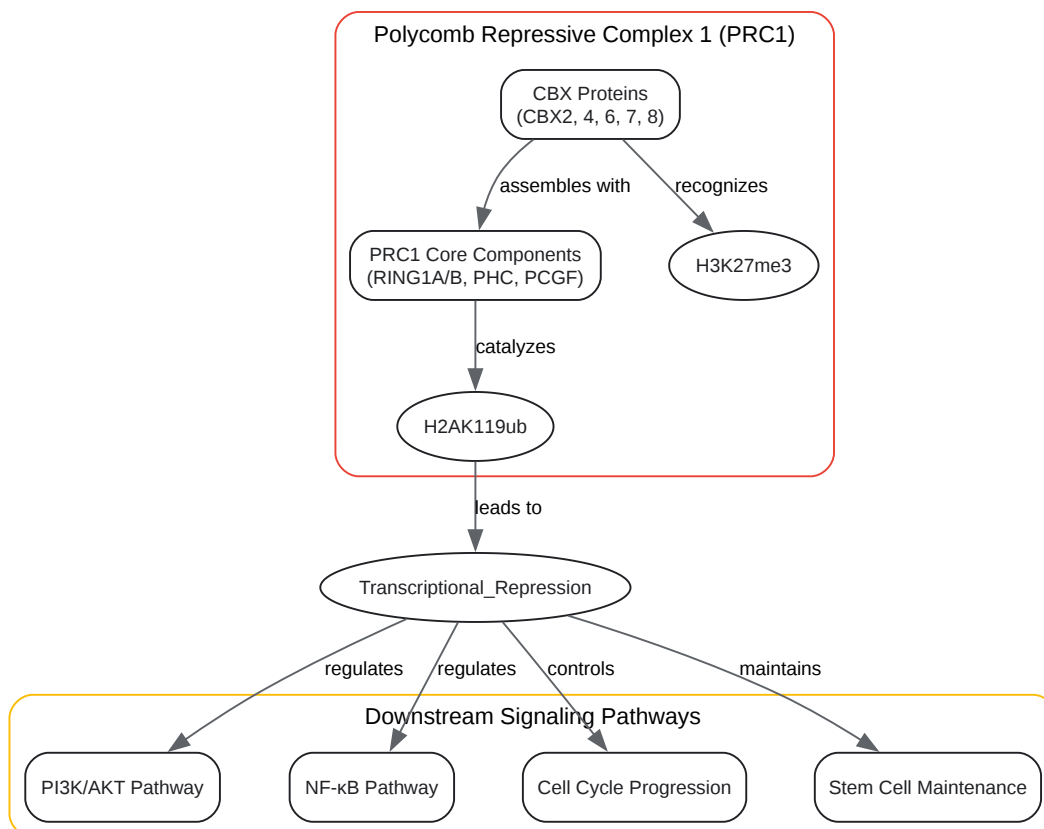 Polycomb Repressive Complex 1 (PRC1)
CBX Proteins
(CBX2, 4, 6, 7, 8)
assembles with
recognizes
PRC1 Core Components
(RING1A/B, PHC, PCGF)
H3K27me3
catalyzes
H2AK119ub
leads to
Transcriptional_Repression
regulates
regulates
controls
maintains
Downstream Signaling Pathways
PI3K/AKT Pathway
NF-κB Pathway
Cell Cycle Progression
Stem Cell Maintenance